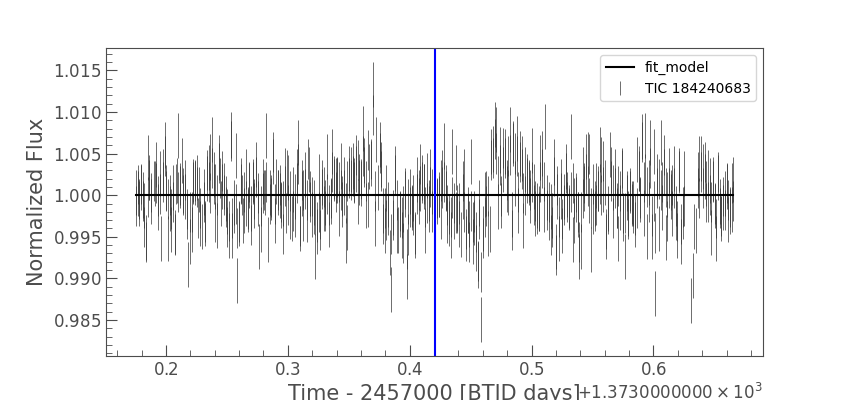 fit_model
TIC 184240683
Normalized Flux
1.015
1.010
1.005
1.000
0.995
0.990
0.985
0.2 0.3 0.4 0.5 0.6
Time - 2457000 [BTJD days]
+1.3730000000 × 10³